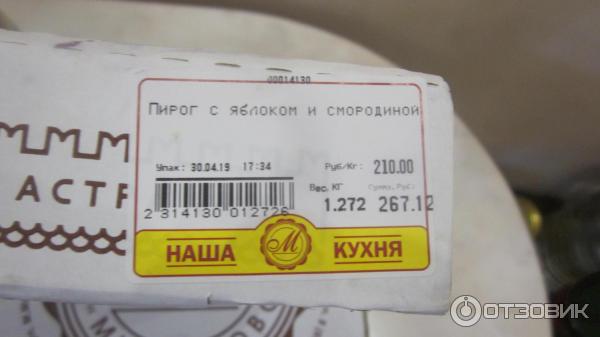 00014130
Пирог с яблоком и смородиной
Упак: 30.04.19 17:34
Руб/Кг: 210.00
Вес, КГ Сумма, Руб:
1.272 267.12
2 314130 012726
НАША М КУХНЯ
АСТР
ОТЗОВИК